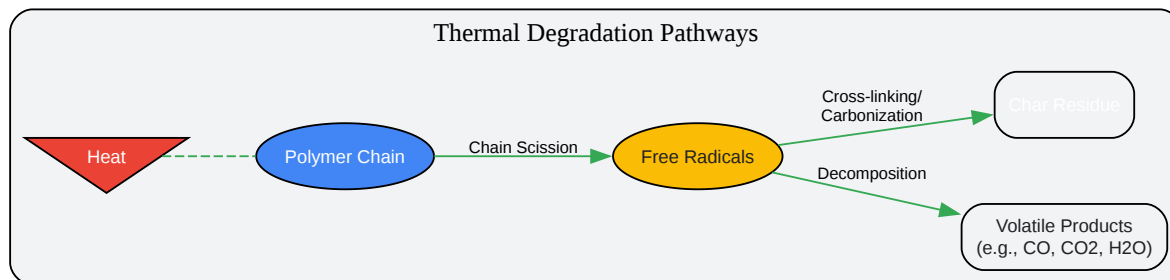 Thermal Degradation Pathways
Heat
Polymer Chain
Chain Scission
Free Radicals
Cross-linking/
Carbonization
Char Residue
Decomposition
Volatile Products
(e.g., CO, CO2, H2O)